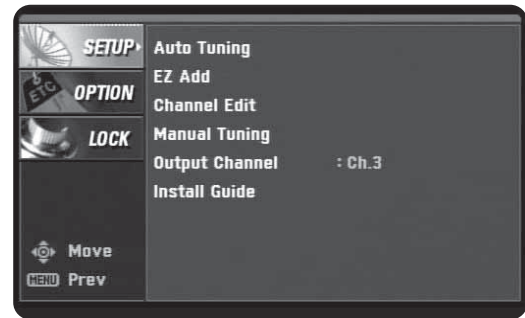 SETUP
OPTION
LOCK
Auto Tuning
EZ Add
Channel Edit
Manual Tuning
Output Channel : Ch.3
Install Guide
ETC
Move
MENU Prev